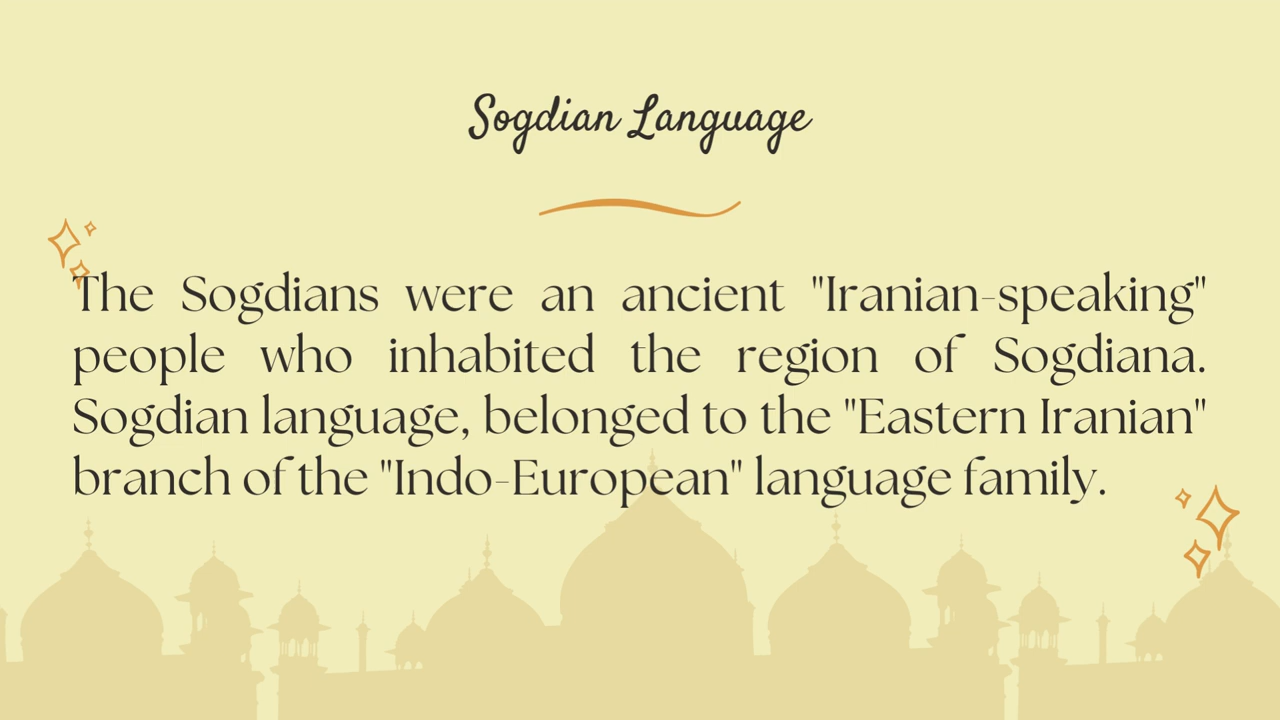 Sogdian Language
The Sogdians were an ancient "Iranian-speaking"
people who inhabited the region of Sogdiana.
Sogdian language, belonged to the "Eastern Iranian"
branch of the "Indo-European" language family.